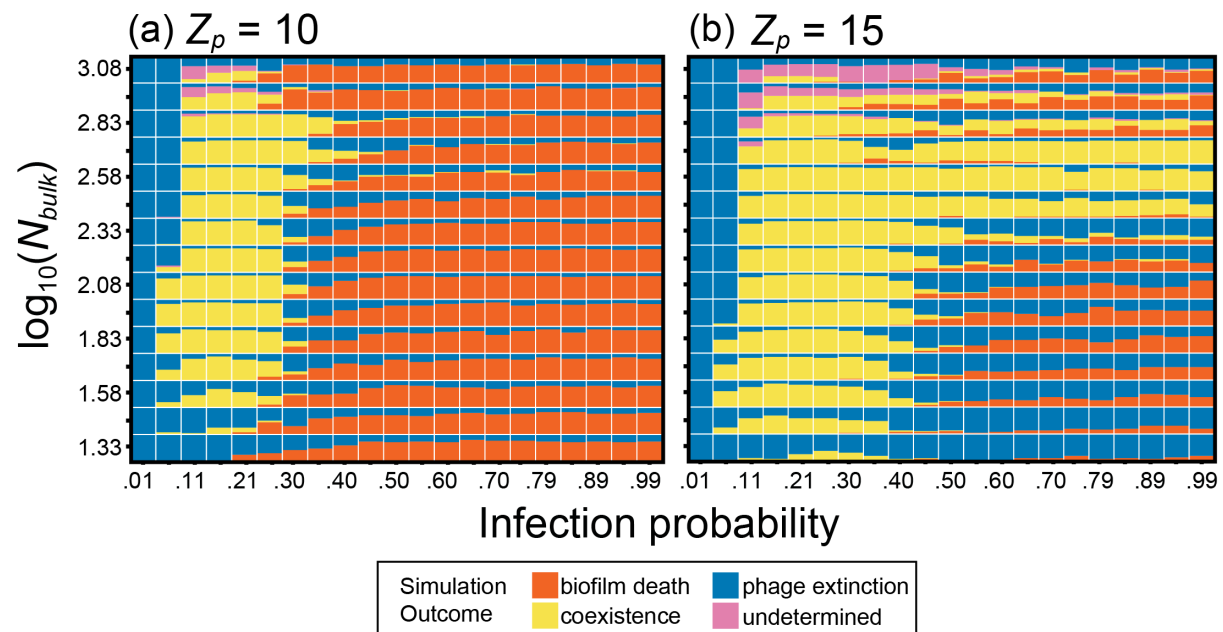 (a) Zp = 10
(b) Zp = 15
log10(Nbulk)
3.08
2.83
2.58
2.33
2.08
1.83
1.58
1.33
.01 .11 .21 .30 .40 .50 .60 .70 .79 .89 .99
.01 .11 .21 .30 .40 .50 .60 .70 .79 .89 .99
Infection probability
Simulation Outcome
biofilm death
phage extinction
coexistence
undetermined